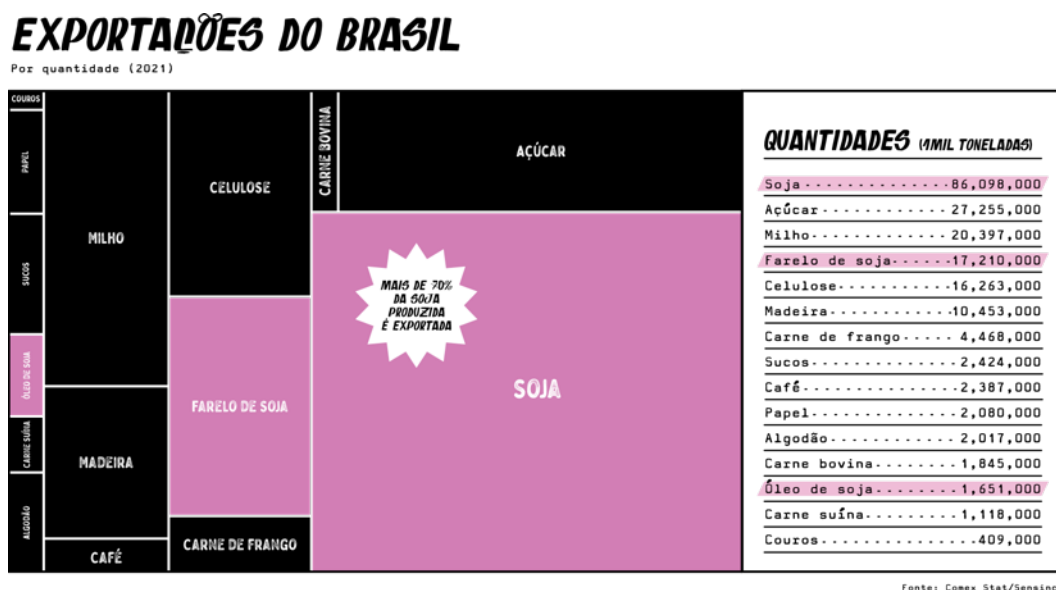 EXPORTAÇÕES DO BRASIL
Por quantidade (2021)
COUROS
PAPEL
SUCOS
ÓLEO DE SOJA
CARNE SUÍNA
ALGODÃO
MILHO
MADEIRA
CAFÉ
CELULOSE
FARELO DE SOJA
CARNE DE FRANGO
CARNE BOVINA
AÇÚCAR
MAIS DE 70%
DA SOJA
PRODUZIDA
É EXPORTADA
SOJA
QUANTIDADES (1MIL TONELADAS)
Soja - - - - - - - - - - - - - - 86,098,000
Açúcar - - - - - - - - - - - - 27,255,000
Milho - - - - - - - - - - - - - 20,397,000
Farelo de soja - - - - - - 17,210,000
Celulose - - - - - - - - - - - 16,263,000
Madeira - - - - - - - - - - - - 10,453,000
Carne de frango - - - - - 4,468,000
Sucos - - - - - - - - - - - - - - 2,424,000
Café - - - - - - - - - - - - - - - 2,387,000
Papel - - - - - - - - - - - - - - 2,080,000
Algodão - - - - - - - - - - - - 2,017,000
Carne bovina - - - - - - - - 1,845,000
Óleo de soja - - - - - - - - 1,651,000
Carne suína - - - - - - - - - 1,118,000
Couros - - - - - - - - - - - - - - - 409,000
Fonte: Comex Stat/Sensing